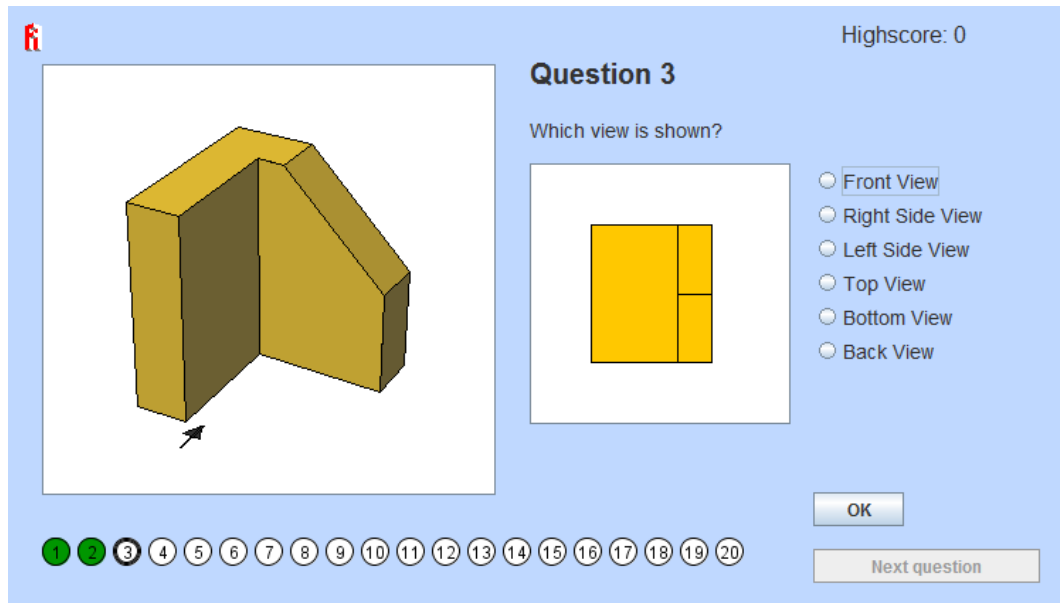 Highscore: 0
Question 3
Which view is shown?
Front View
Right Side View
Left Side View
Top View
Bottom View
Back View
OK
1 2 3 4 5 6 7 8 9 10 11 12 13 14 15 16 17 18 19 20
Next question